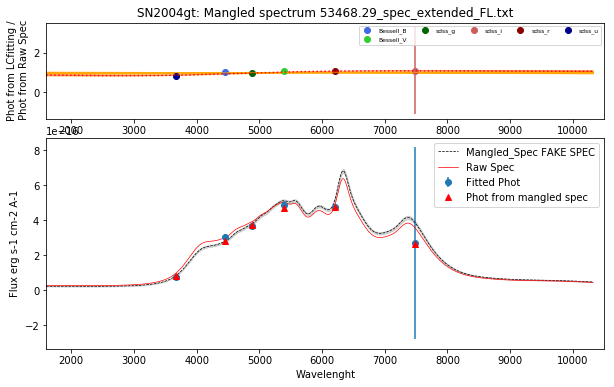 SN2004gt: Mangled spectrum 53468.29_spec_extended_FL.txt
Phot from LCfitting /
Phot from Raw Spec
2
0
Bessell_B
Bessell_V
sdss_g
sdss_i
sdss_r
sdss_u
2000 3000 4000 5000 6000 7000 8000 9000 10000
1e−16
Flux erg s-1 cm-2 A-1
8
6
4
2
0
−2
Mangled_Spec FAKE SPEC
Raw Spec
Fitted Phot
Phot from mangled spec
2000 3000 4000 5000 6000 7000 8000 9000 10000
Wavelenght